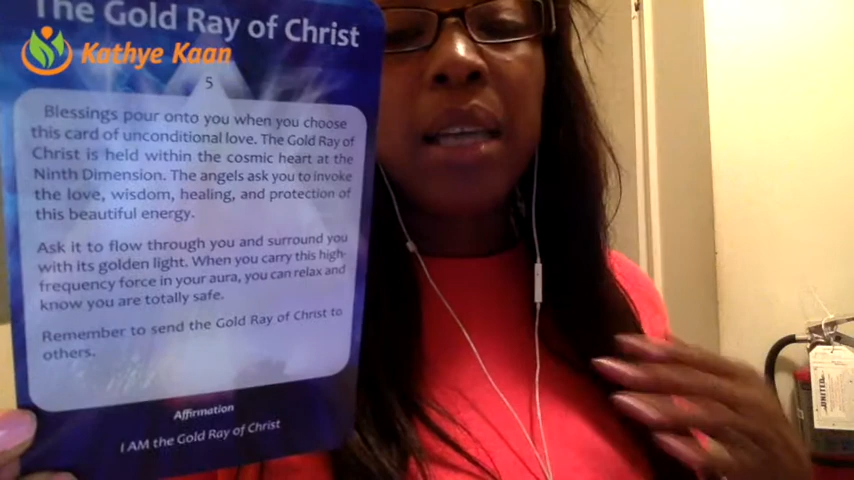 The Gold Ray of Christ
Kathye Kaan
5
Blessings pour onto you when you choose
this card of unconditional love. The Gold Ray of
Christ is held within the cosmic heart at the
Ninth Dimension. The angels ask you to invoke
the love, wisdom, healing, and protection of
this beautiful energy.
Ask it to flow through you and surround you
with its golden light. When you carry this high-
frequency force in your aura, you can relax and
know you are totally safe.
Remember to send the Gold Ray of Christ to
others.
Affirmation
I AM the Gold Ray of Christ.
UNITED